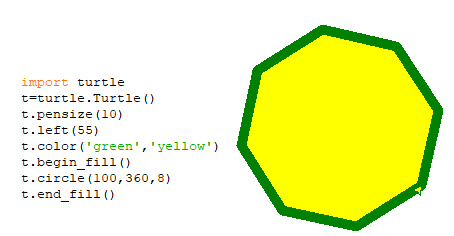 import turtle
t=turtle.Turtle()
t.pensize(10)
t.left(55)
t.color('green','yellow')
t.begin_fill()
t.circle(100,360,8)
t.end_fill()